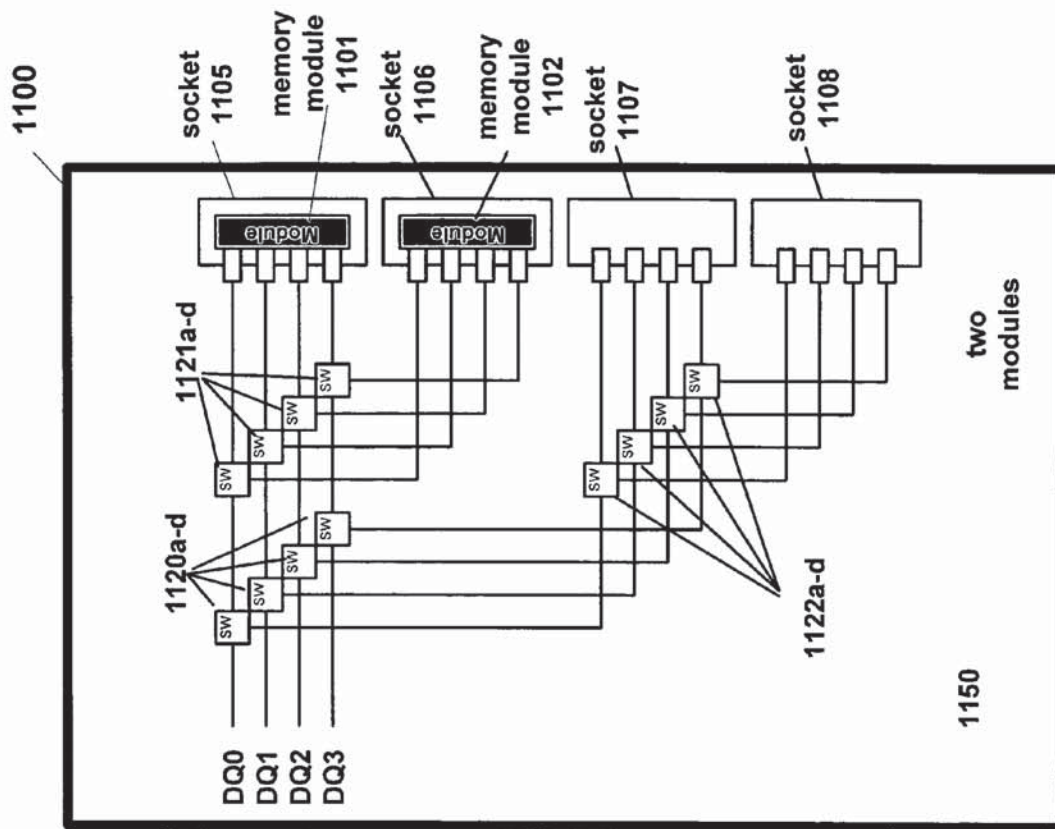 1100
socket
1105
memory
module
1101
socket
1106
memory
module
1102
socket
1107
socket
1108
Module
Module
1121a-d
SW
SW
SW
SW
1120a-d
SW
SW
SW
SW
SW
SW
SW
SW
1122a-d
DQ0
DQ1
DQ2
DQ3
two
modules
1150